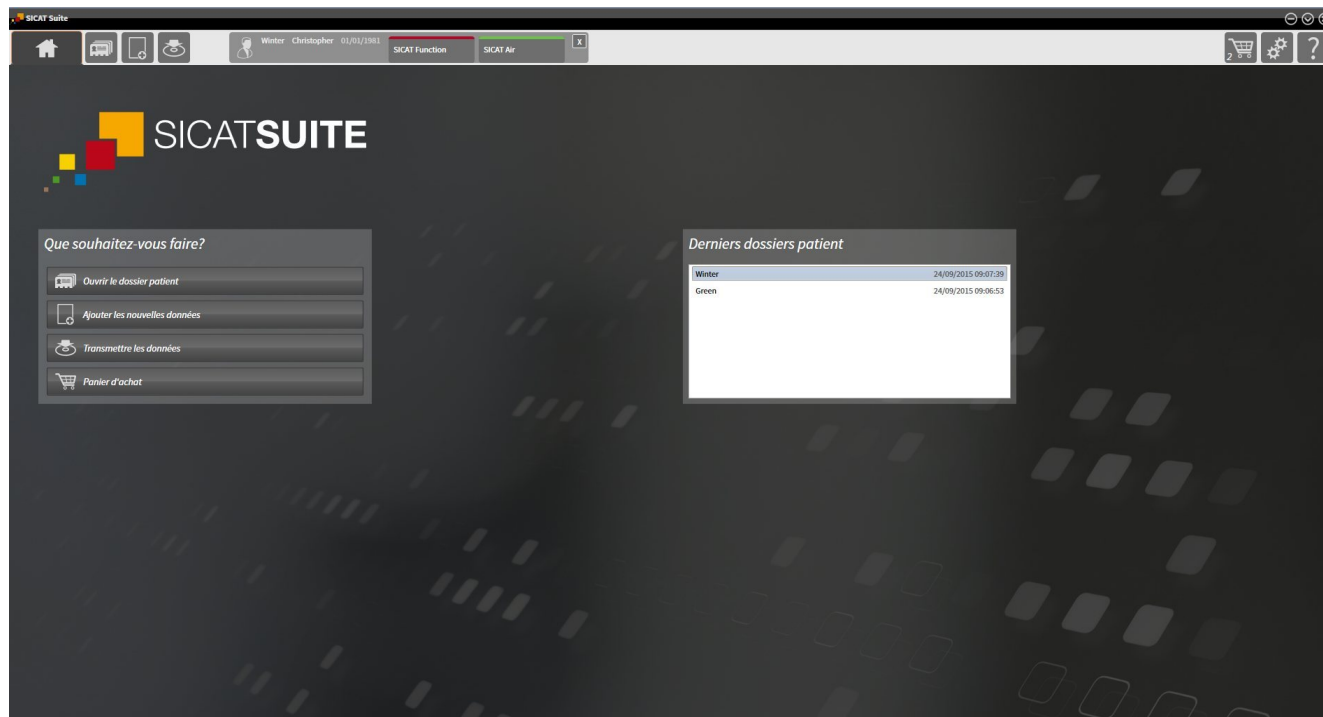 SICAT Suite
Winter Christopher 01/01/1981
SICAT Function
SICAT Air
X
2
?
SICATSUITE
Que souhaitez-vous faire?
Ouvrir le dossier patient
Ajouter les nouvelles données
Transmettre les données
Panier d'achat
Derniers dossiers patient
Winter 24/09/2015 09:07:39
Green 24/09/2015 09:06:53